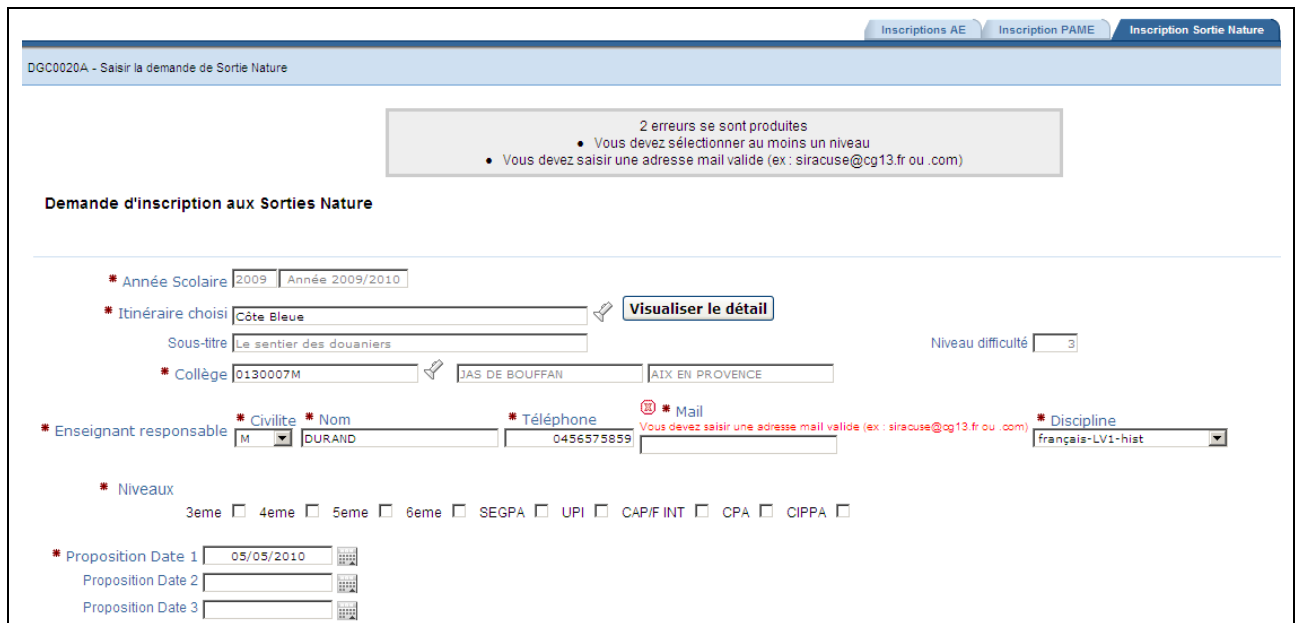 Inscriptions AE Inscription PAME Inscription Sortie Nature
DGC0020A - Saisir la demande de Sortie Nature
2 erreurs se sont produites
● Vous devez sélectionner au moins un niveau
● Vous devez saisir une adresse mail valide (ex : siracuse@cg13.fr ou .com)
Demande d'inscription aux Sorties Nature
* Année Scolaire 2009 Année 2009/2010
* Itinéraire choisi Côte Bleue Visualiser le détail
Sous-titre Le sentier des douaniers Niveau difficulté 3
* Collège 0130007M JAS DE BOUFFAN AIX EN PROVENCE
* Civilite * Nom * Téléphone * Mail * Discipline
Vous devez saisir une adresse mail valide (ex : siracuse@cg13.fr ou .com)
* Enseignant responsable M DURAND 0456575859 français-LV1-hist
* Niveaux
3eme 4eme 5eme 6eme SEGPA UPI CAP/F INT CPA CIPPA
* Proposition Date 1 05/05/2010
Proposition Date 2
Proposition Date 3